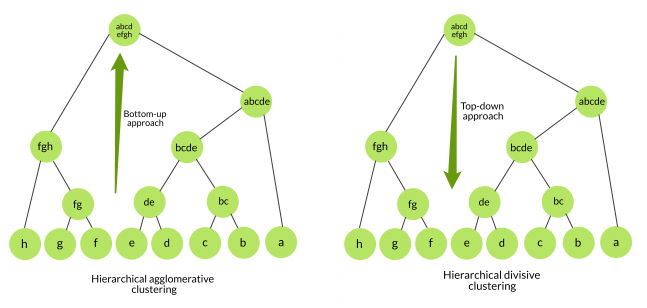 abcd
efgh
Bottom-up
approach
abcde
fgh
bcde
fg
de
bc
h
g
f
e
d
c
b
a
Hierarchical agglomerative
clustering
abcd
efgh
Top-down
approach
abcde
fgh
bcde
fg
de
bc
h
g
f
e
d
c
b
a
Hierarchical divisive
clustering